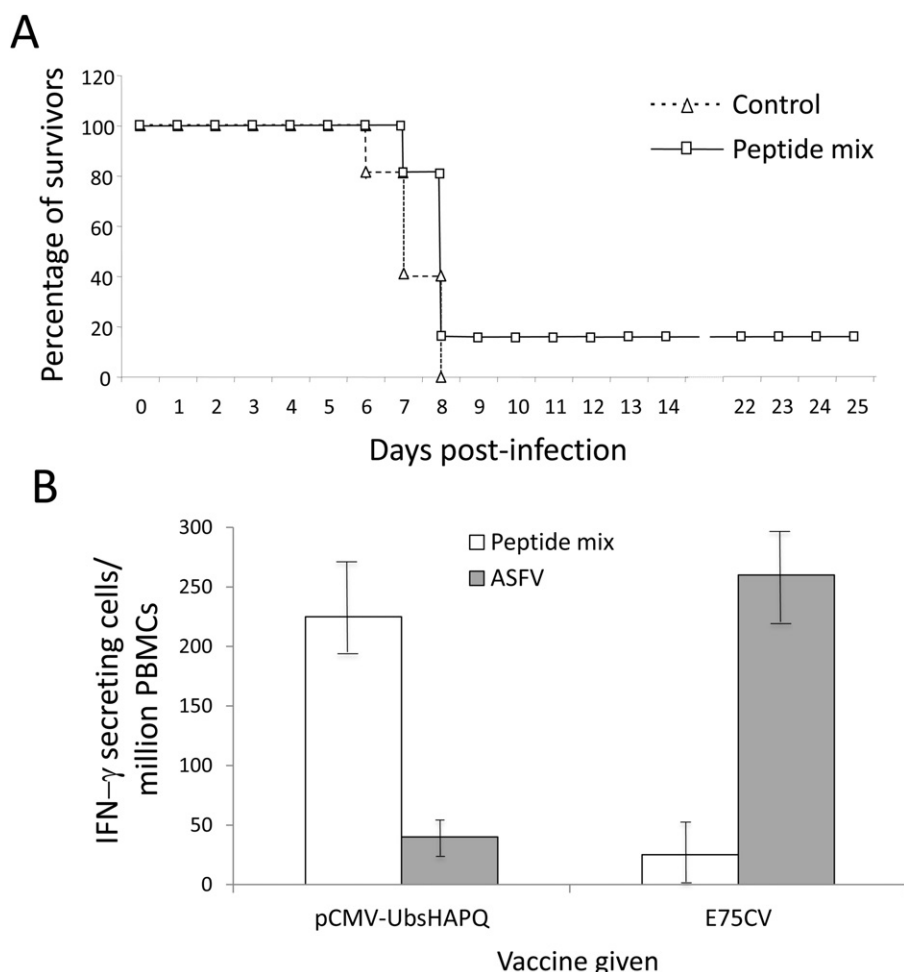 A
Percentage of survivors
120
100
80
60
40
20
0
Control
Peptide mix
0 1 2 3 4 5 6 7 8 9 10 11 12 13 14 22 23 24 25
Days post-infection
B
IFN–γ secreting cells/
million PBMCs
300
250
200
150
100
50
0
Peptide mix
ASFV
pCMV-UbsHAPQ E75CV
Vaccine given